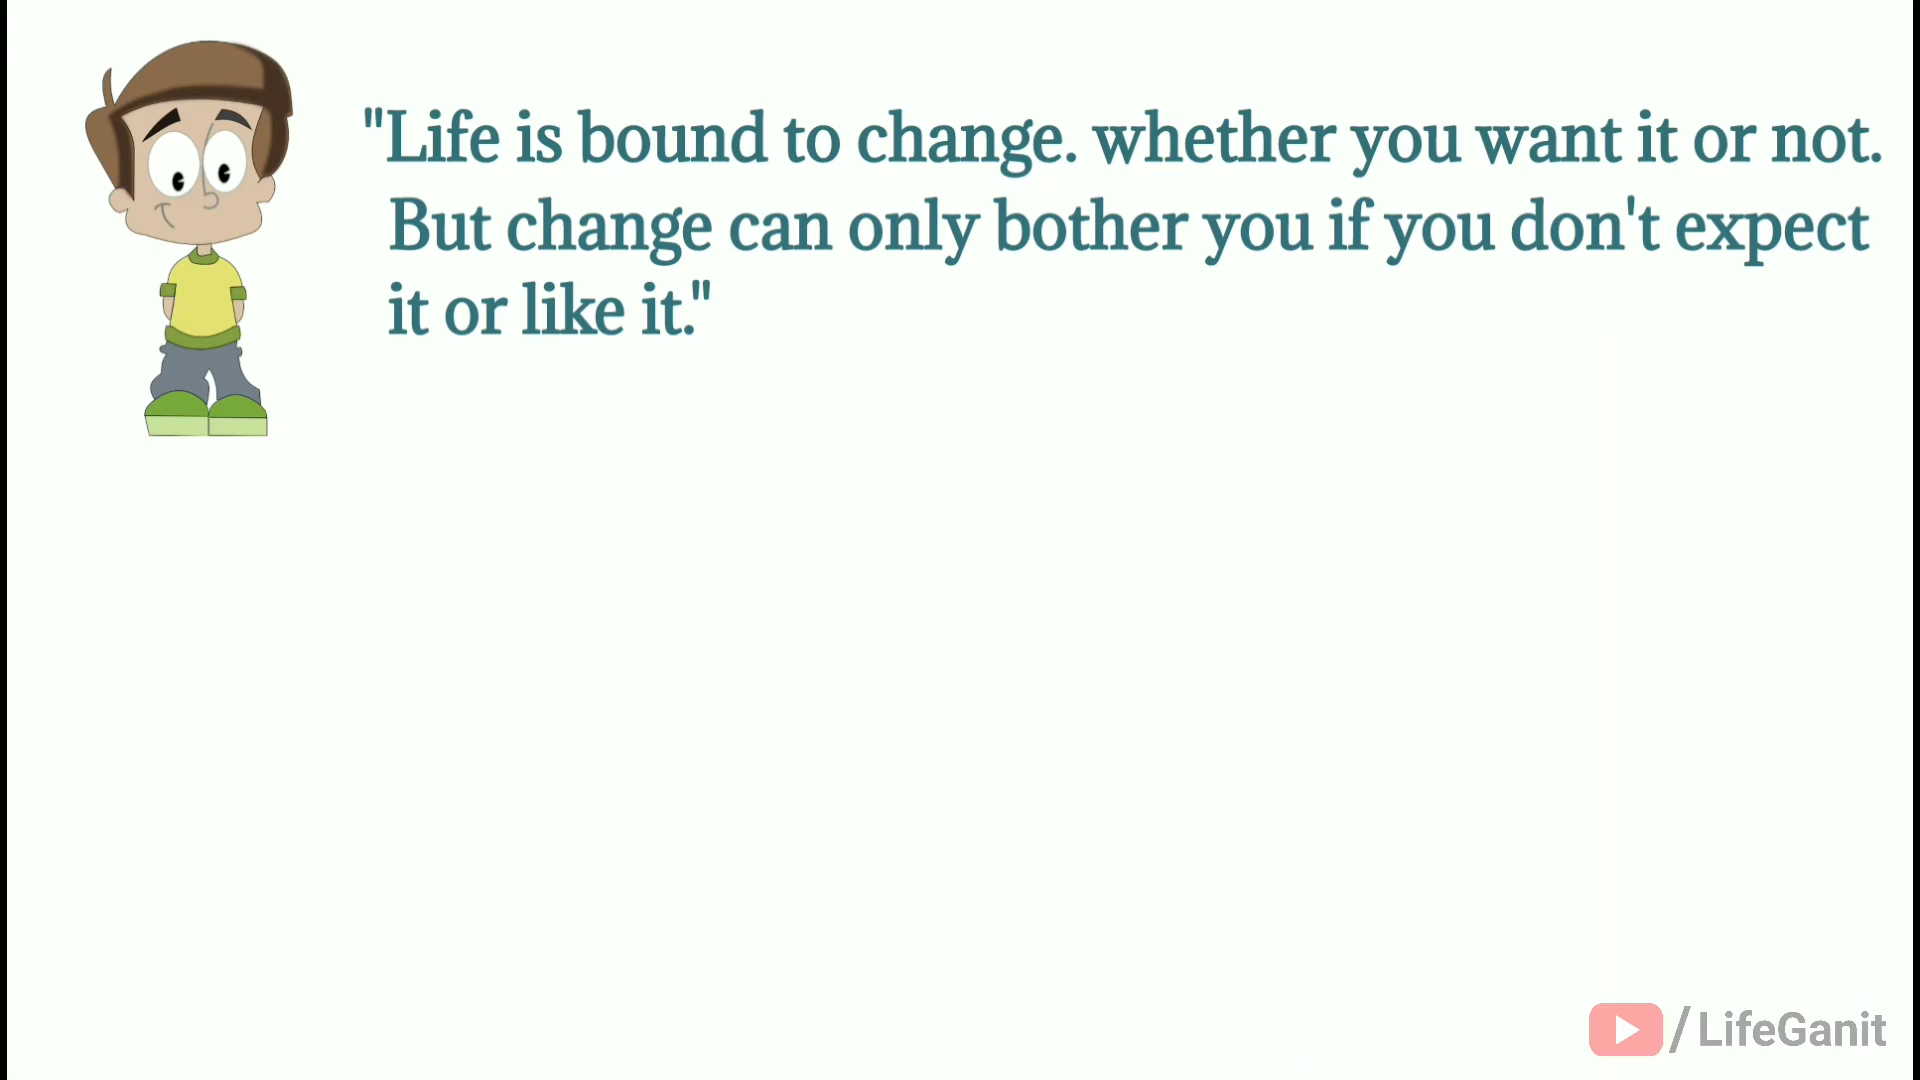 "Life is bound to change. whether you want it or not.
But change can only bother you if you don't expect
it or like it."
/LifeGanit